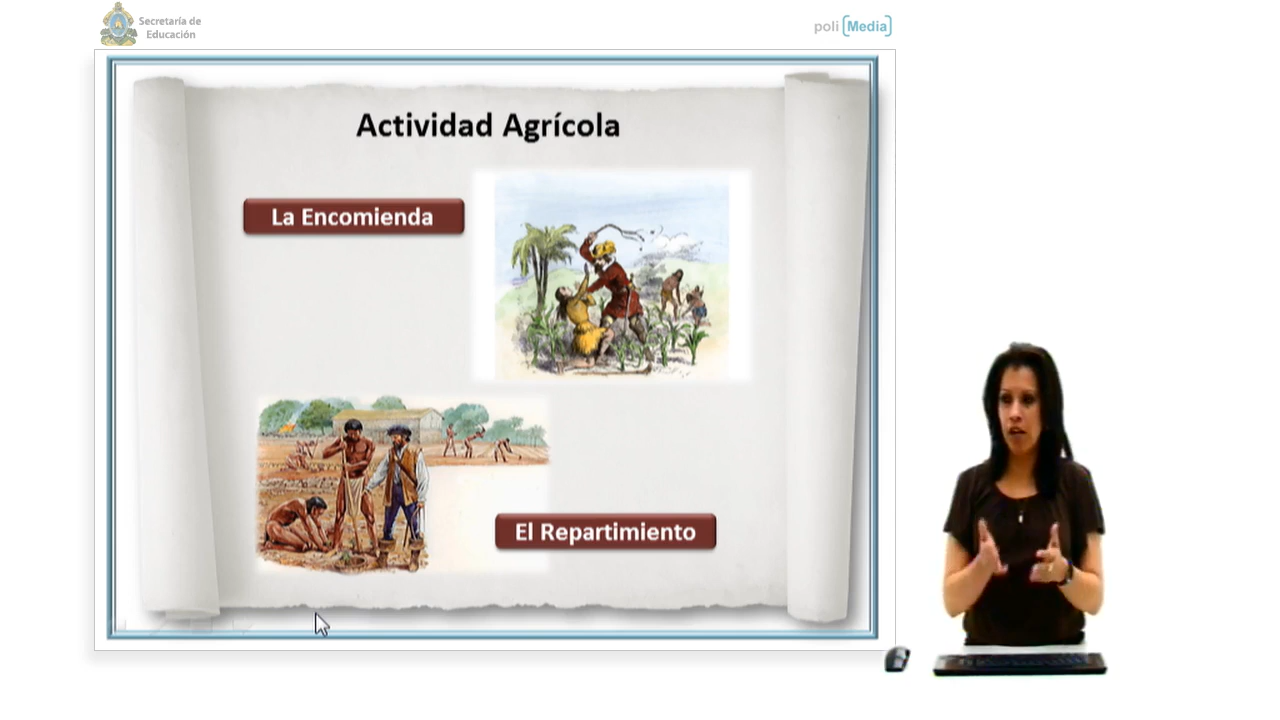 Secretaría de
Educación
poli [Media]
Actividad Agrícola
La Encomienda
El Repartimiento